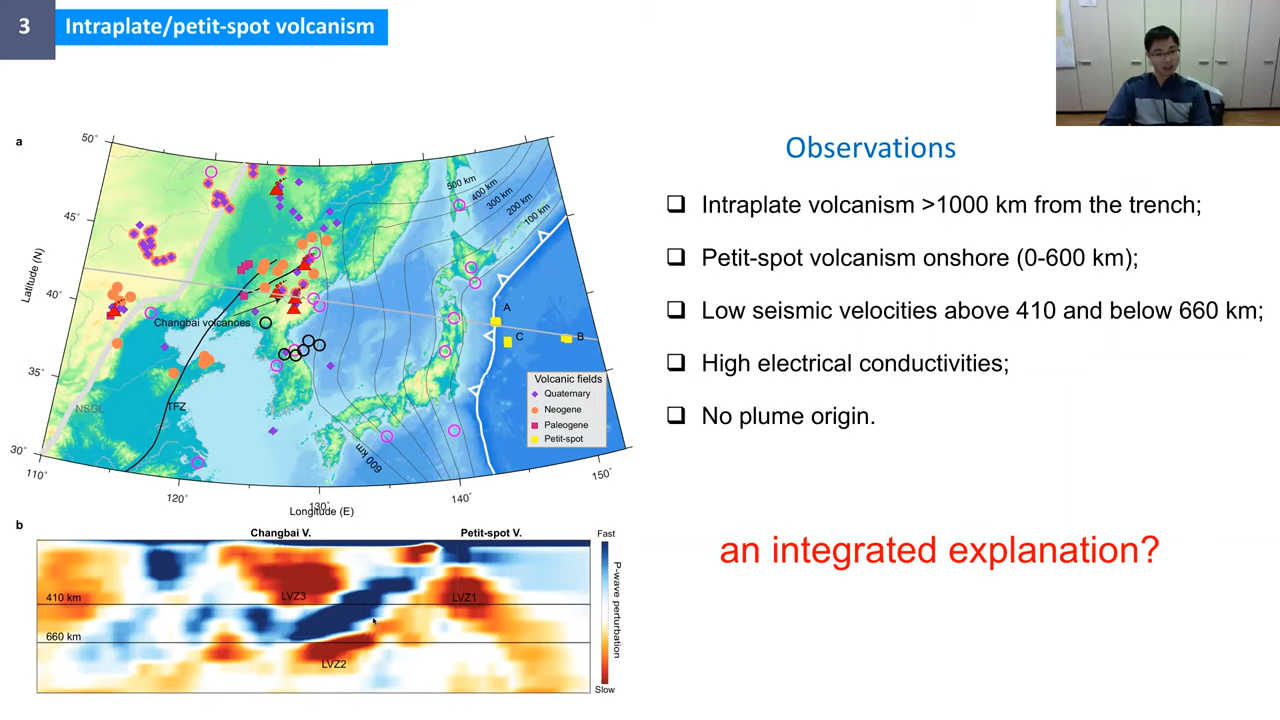 3
Intraplate/petit-spot volcanism
a
50°
45°
40°
35°
30°
Latitude (N)
500 km
400 km
300 km
200 km
100 km
Changbai volcanoes
A
C
B
NSGL
TFZ
600 km
Volcanic fields
Quaternary
Neogene
Paleogene
Petit-spot
110°
120°
130°
140°
150°
Longitude (E)
b
Changbai V.
Petit-spot V.
410 km
660 km
LVZ3
LVZ1
LVZ2
Fast
P-wave perturbation
Slow
Observations
Intraplate volcanism >1000 km from the trench;
Petit-spot volcanism onshore (0-600 km);
Low seismic velocities above 410 and below 660 km;
High electrical conductivities;
No plume origin.
an integrated explanation?